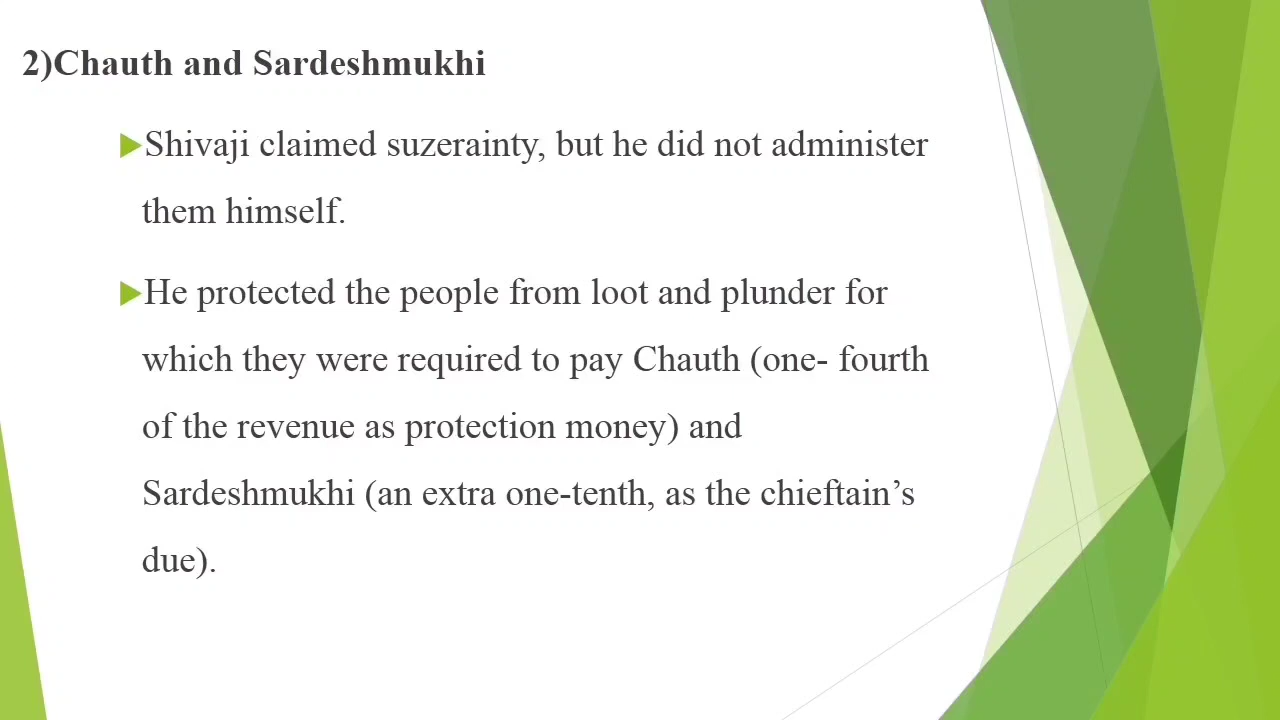 2)Chauth and Sardeshmukhi
Shivaji claimed suzerainty, but he did not administer
them himself.
He protected the people from loot and plunder for
which they were required to pay Chauth (one- fourth
of the revenue as protection money) and
Sardeshmukhi (an extra one-tenth, as the chieftain’s
due).